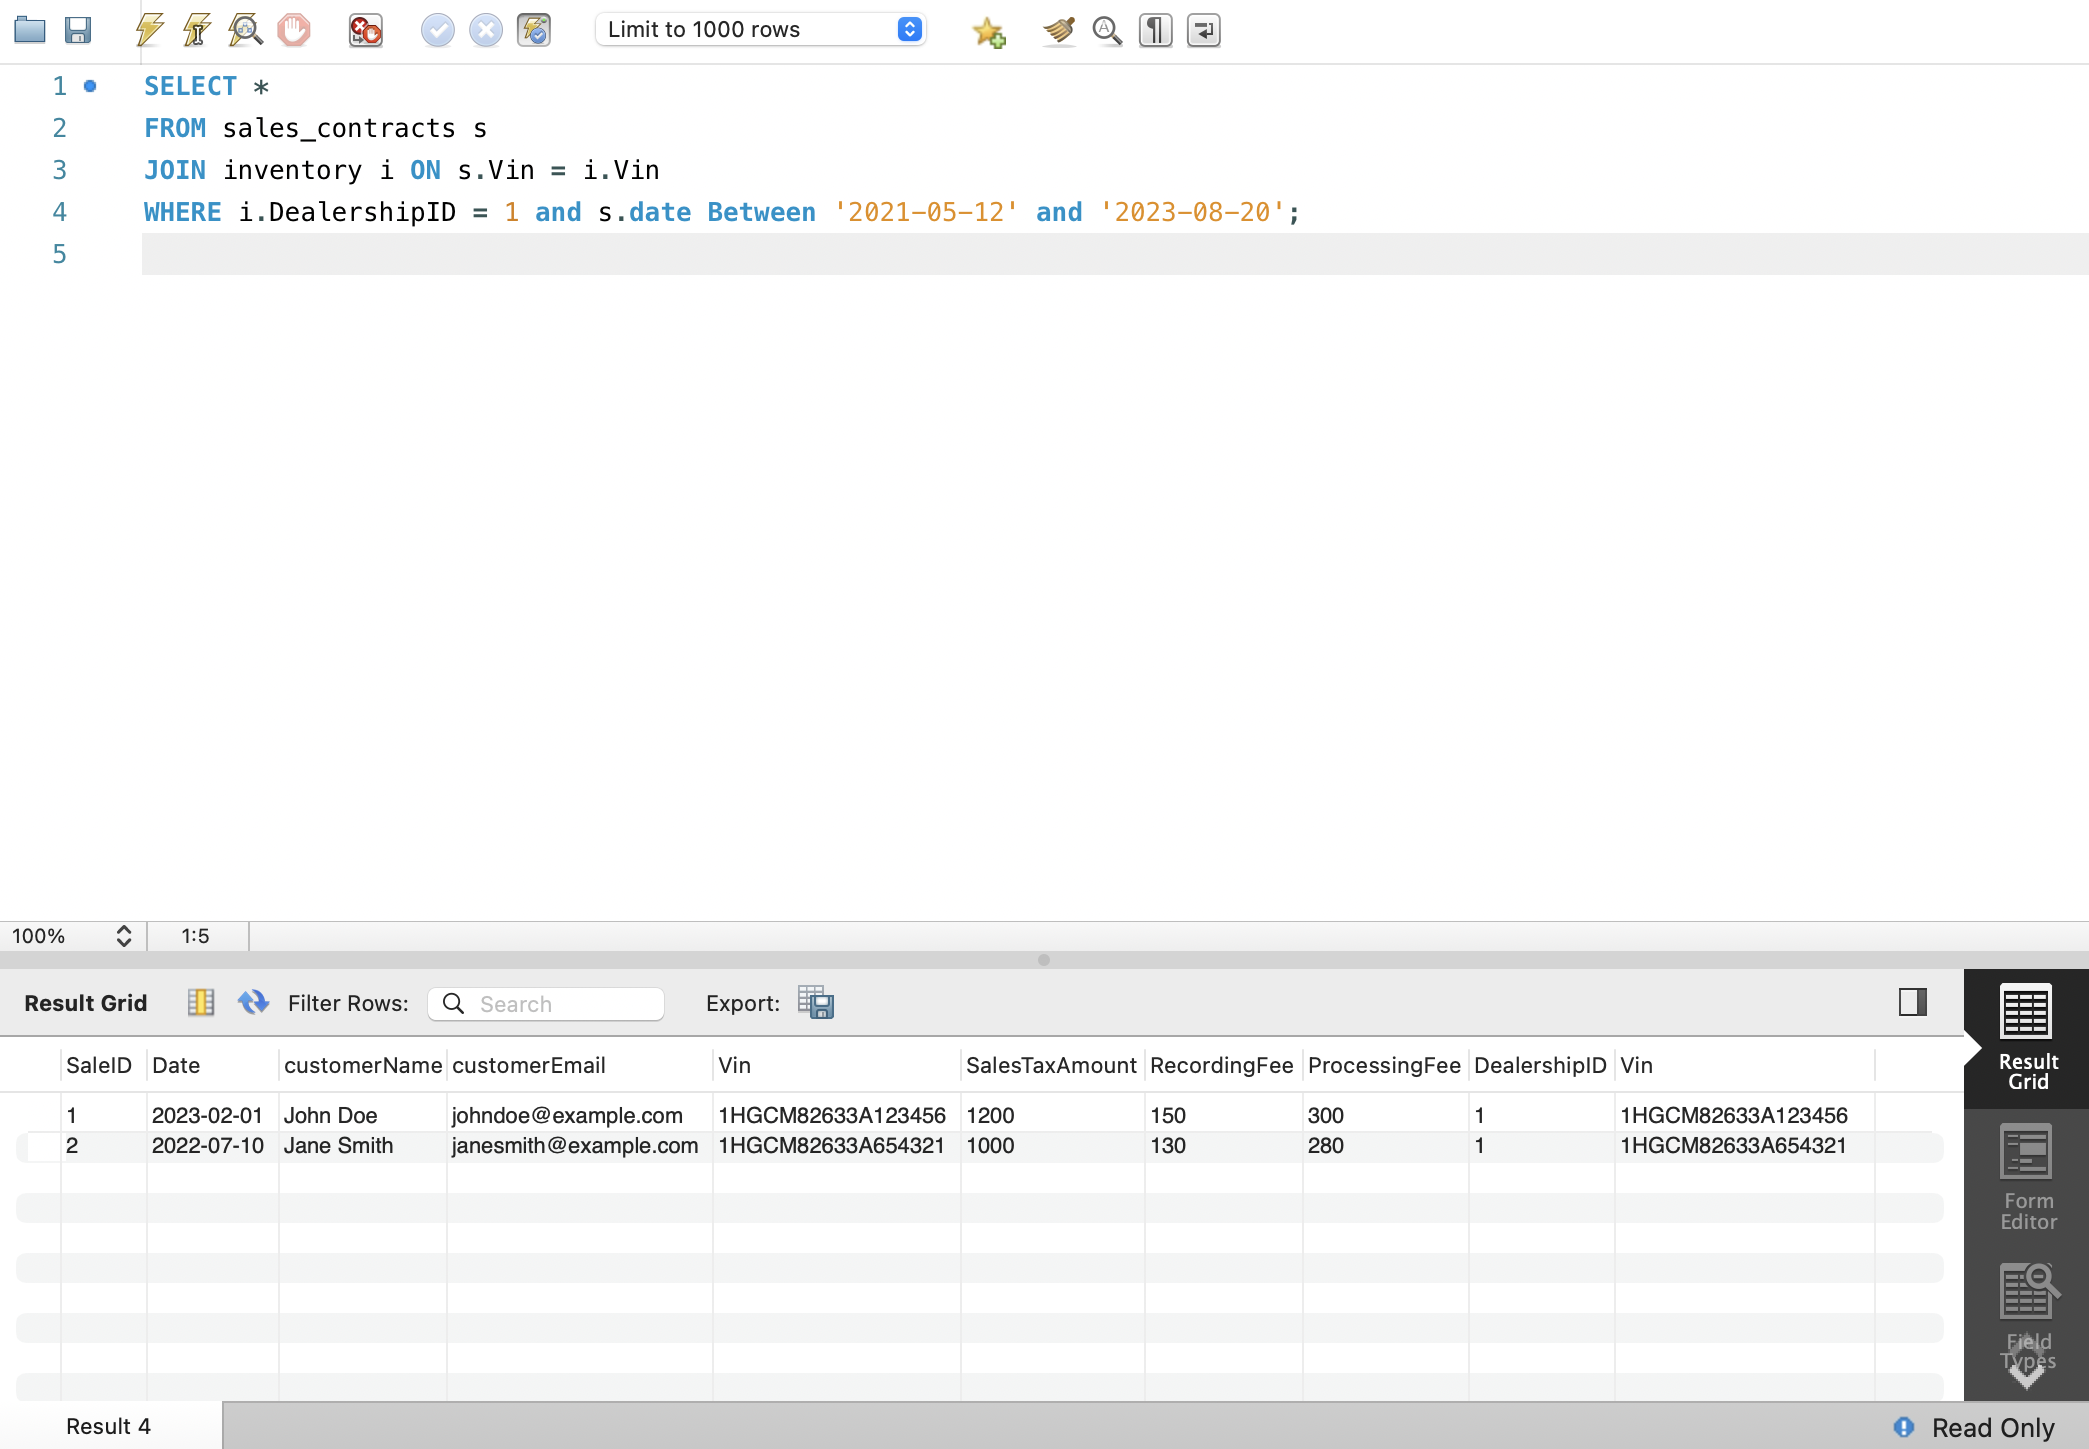 Limit to 1000 rows
1 SELECT *
2 FROM sales_contracts s
3 JOIN inventory i ON s.Vin = i.Vin
4 WHERE i.DealershipID = 1 and s.date Between '2021-05-12' and '2023-08-20';
5
100% 1:5
Result Grid Filter Rows: Search Export:
SaleID Date customerName customerEmail Vin SalesTaxAmount RecordingFee ProcessingFee DealershipID Vin
1 2023-02-01 John Doe johndoe@example.com 1HGCM82633A123456 1200 150 300 1 1HGCM82633A123456
2 2022-07-10 Jane Smith janesmith@example.com 1HGCM82633A654321 1000 130 280 1 1HGCM82633A654321
Result
Grid
Form
Editor
Field
Types
Result 4 Read Only